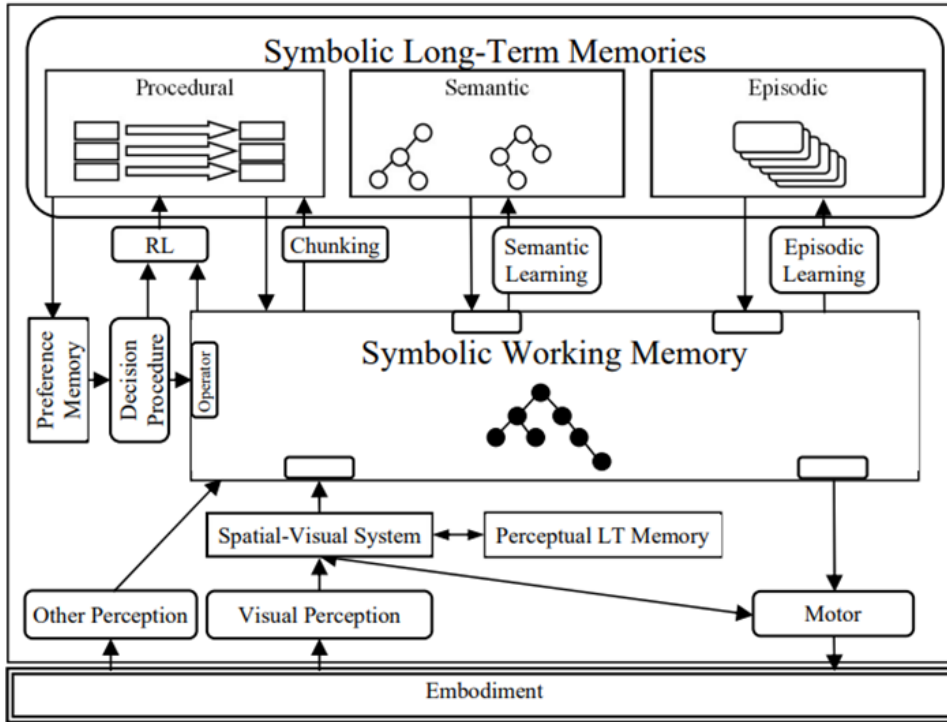 Symbolic Long-Term Memories
Procedural
Semantic
Episodic
RL
Chunking
Semantic
Learning
Episodic
Learning
Preference
Memory
Decision
Procedure
Operator
Symbolic Working Memory
Spatial-Visual System
Perceptual LT Memory
Other Perception
Visual Perception
Motor
Embodiment